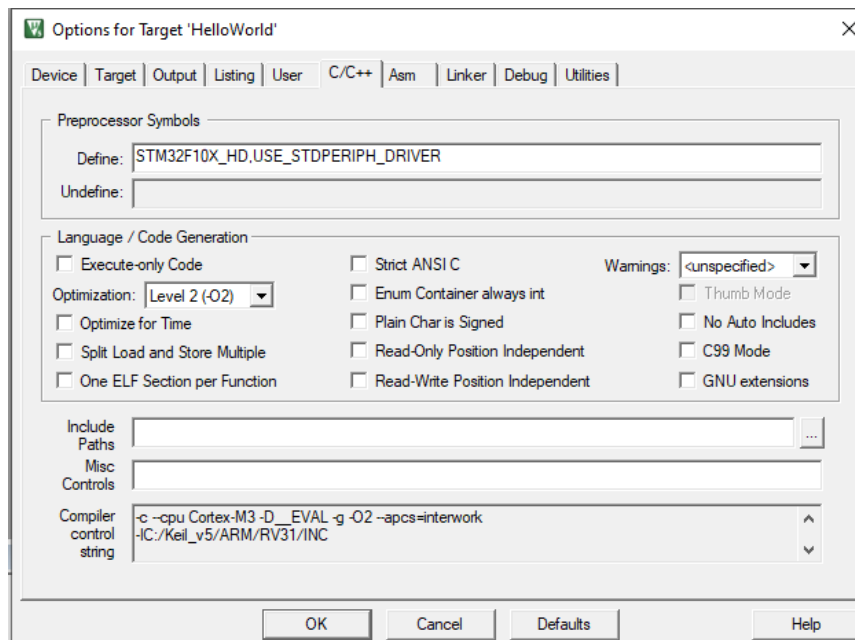 Options for Target 'HelloWorld'
Device Target Output Listing User C/C++ Asm Linker Debug Utilities
Preprocessor Symbols
Define: STM32F10X_HD,USE_STDPERIPH_DRIVER
Undefine:
Language / Code Generation
Execute-only Code Strict ANSI C Warnings: <unspecified>
Optimization: Level 2 (-O2) Enum Container always int Thumb Mode
Optimize for Time Plain Char is Signed No Auto Includes
Split Load and Store Multiple Read-Only Position Independent C99 Mode
One ELF Section per Function Read-Write Position Independent GNU extensions
Include
Paths
...
Misc
Controls
Compiler
control
string
-c --cpu Cortex-M3 -D__EVAL -g -O2 --apcs=interwork
-IC:/Keil_v5/ARM/RV31/INC
OK Cancel Defaults Help